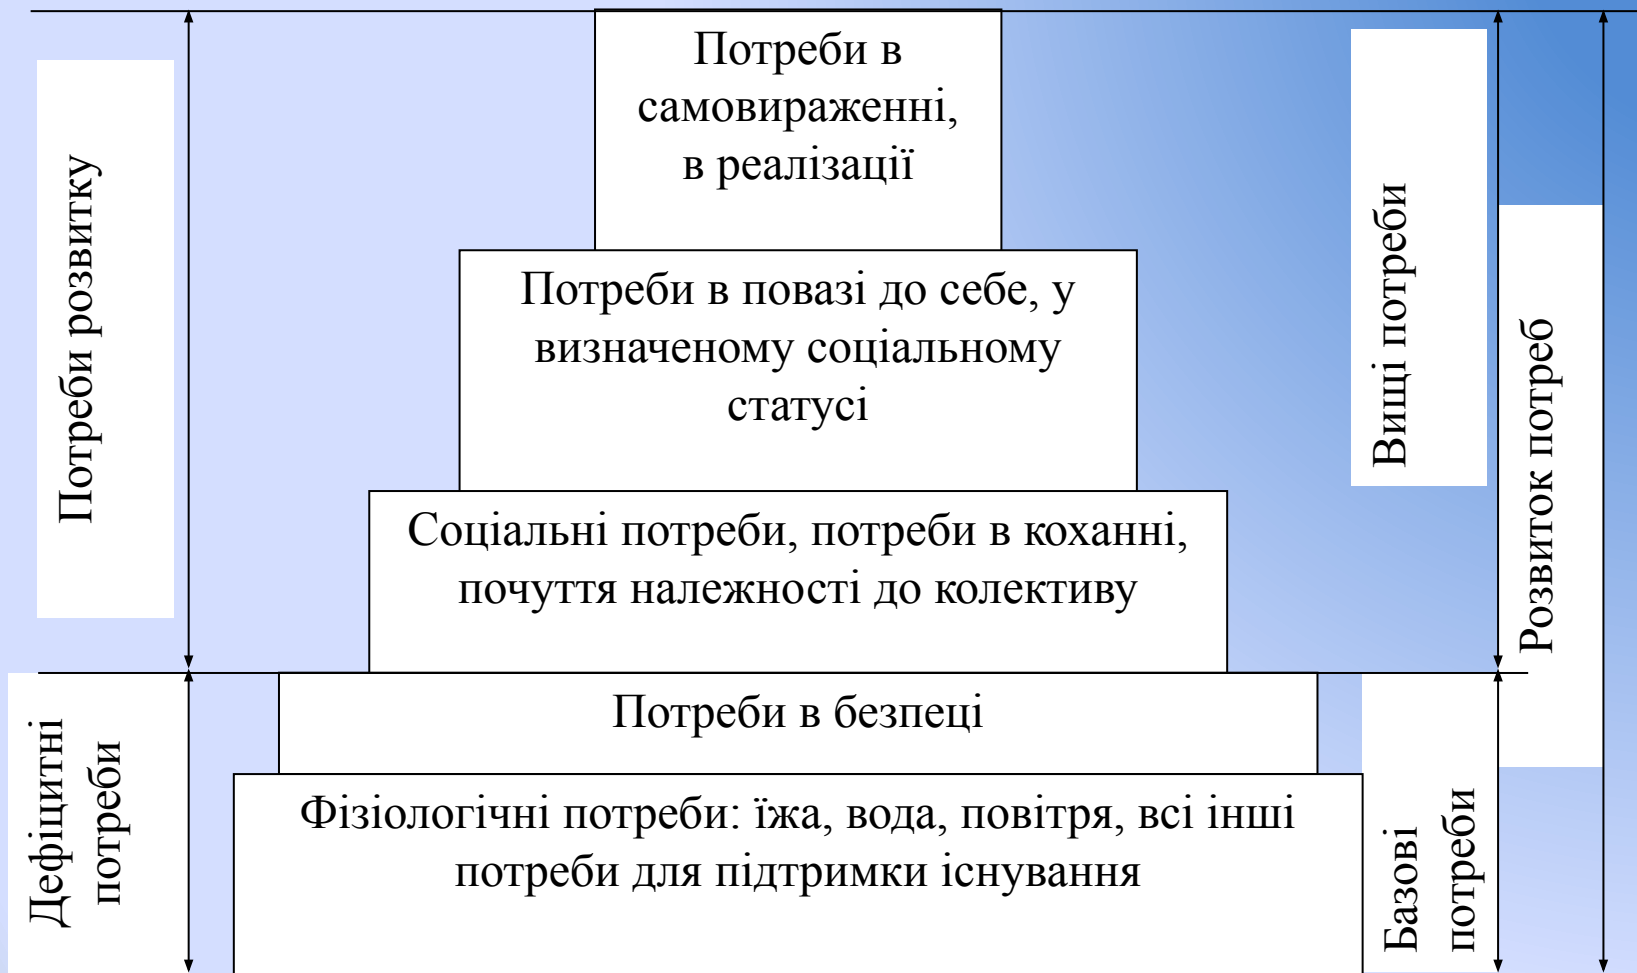 Потреби в
самовираженні,
в реалізації
Потреби в повазі до себе, у
визначеному соціальному
статусі
Соціальні потреби, потреби в коханні,
почуття належності до колективу
Потреби в безпеці
Фізіологічні потреби: їжа, вода, повітря, всі інші
потреби для підтримки існування
Потреби розвитку
Дефіцитні
потреби
Вищі потреби
Базові
потреби
Розвиток потреб